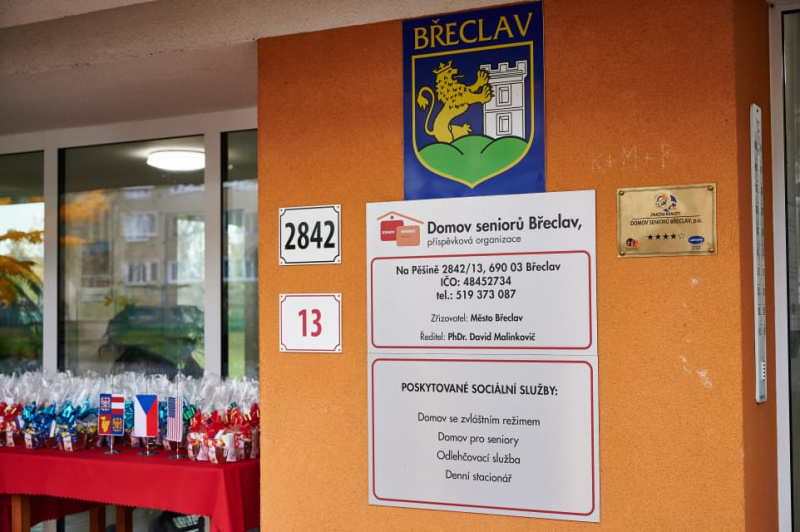 BŘECLAV
K+M+B
2842
13
Domov seniorů Břeclav,
příspěvková organizace
Na Pěšině 2842/13, 690 03 Břeclav
IČO: 48452734
tel.: 519 373 087
Zřizovatel: Město Břeclav
Ředitel: PhDr. David Malinkovič
POSKYTOVANÉ SOCIÁLNÍ SLUŽBY:
Domov se zvláštním režimem
Domov pro seniory
Odlehčovací služba
Denní stacionář
ZNAČKA KVALITY
DOMOV SENIORŮ BŘECLAV, p.o.